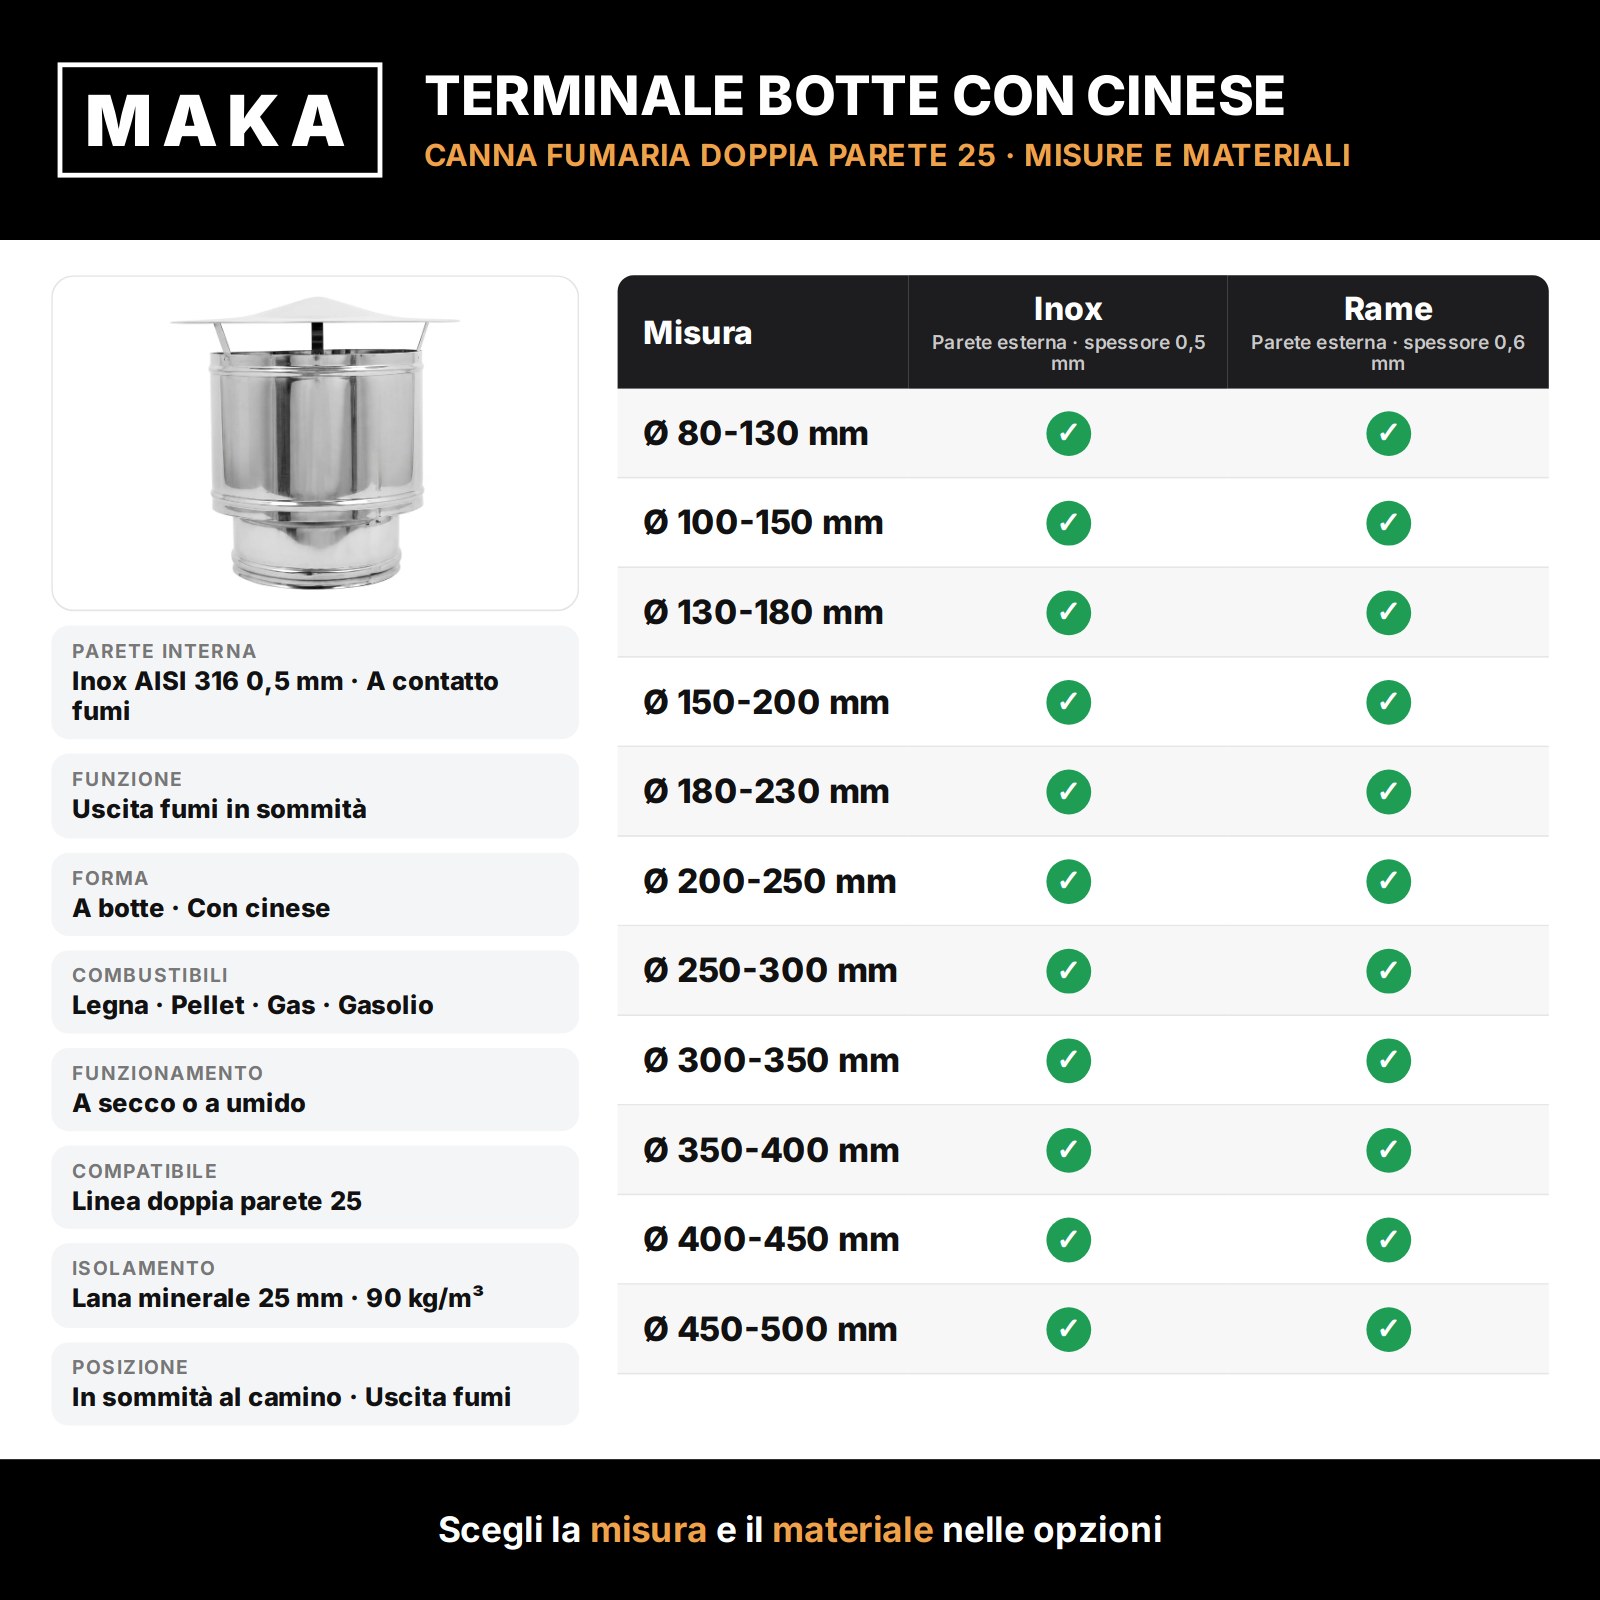 MAKA
TERMINALE BOTTE CON CINESE
CANNA FUMARIA DOPPIA PARETE 25 · MISURE E MATERIALI
PARETE INTERNA
Inox AISI 316 0,5 mm · A contatto
fumi
FUNZIONE
Uscita fumi in sommità
FORMA
A botte · Con cinese
COMBUSTIBILI
Legna · Pellet · Gas · Gasolio
FUNZIONAMENTO
A secco o a umido
COMPATIBILE
Linea doppia parete 25
ISOLAMENTO
Lana minerale 25 mm · 90 kg/m³
POSIZIONE
In sommità al camino · Uscita fumi
Misura
Inox
Parete esterna · spessore 0,5
mm
Rame
Parete esterna · spessore 0,6
mm
Ø 80-130 mm ✓ ✓
Ø 100-150 mm ✓ ✓
Ø 130-180 mm ✓ ✓
Ø 150-200 mm ✓ ✓
Ø 180-230 mm ✓ ✓
Ø 200-250 mm ✓ ✓
Ø 250-300 mm ✓ ✓
Ø 300-350 mm ✓ ✓
Ø 350-400 mm ✓ ✓
Ø 400-450 mm ✓ ✓
Ø 450-500 mm ✓ ✓
Scegli la misura e il materiale nelle opzioni